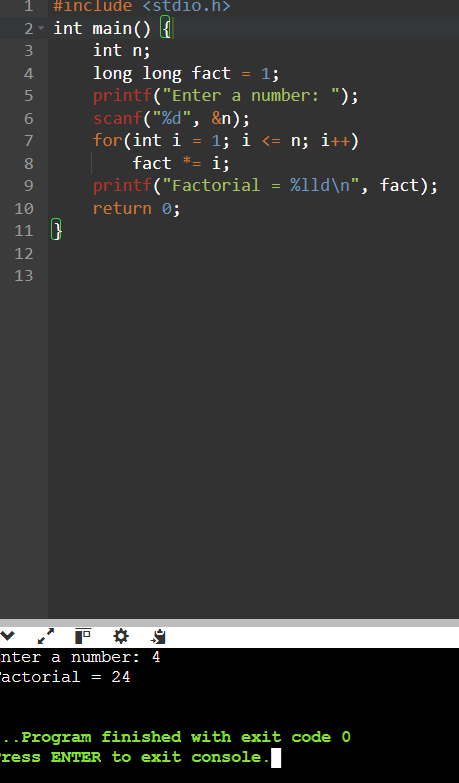 1 #include <stdio.h>
2 int main() {
3 int n;
4 long long fact = 1;
5 printf("Enter a number: ");
6 scanf("%d", &n);
7 for(int i = 1; i <= n; i++)
8 fact *= i;
9 printf("Factorial = %lld\n", fact);
10 return 0;
11 }
12
13
nter a number: 4
actorial = 24
..Program finished with exit code 0
ress ENTER to exit console.